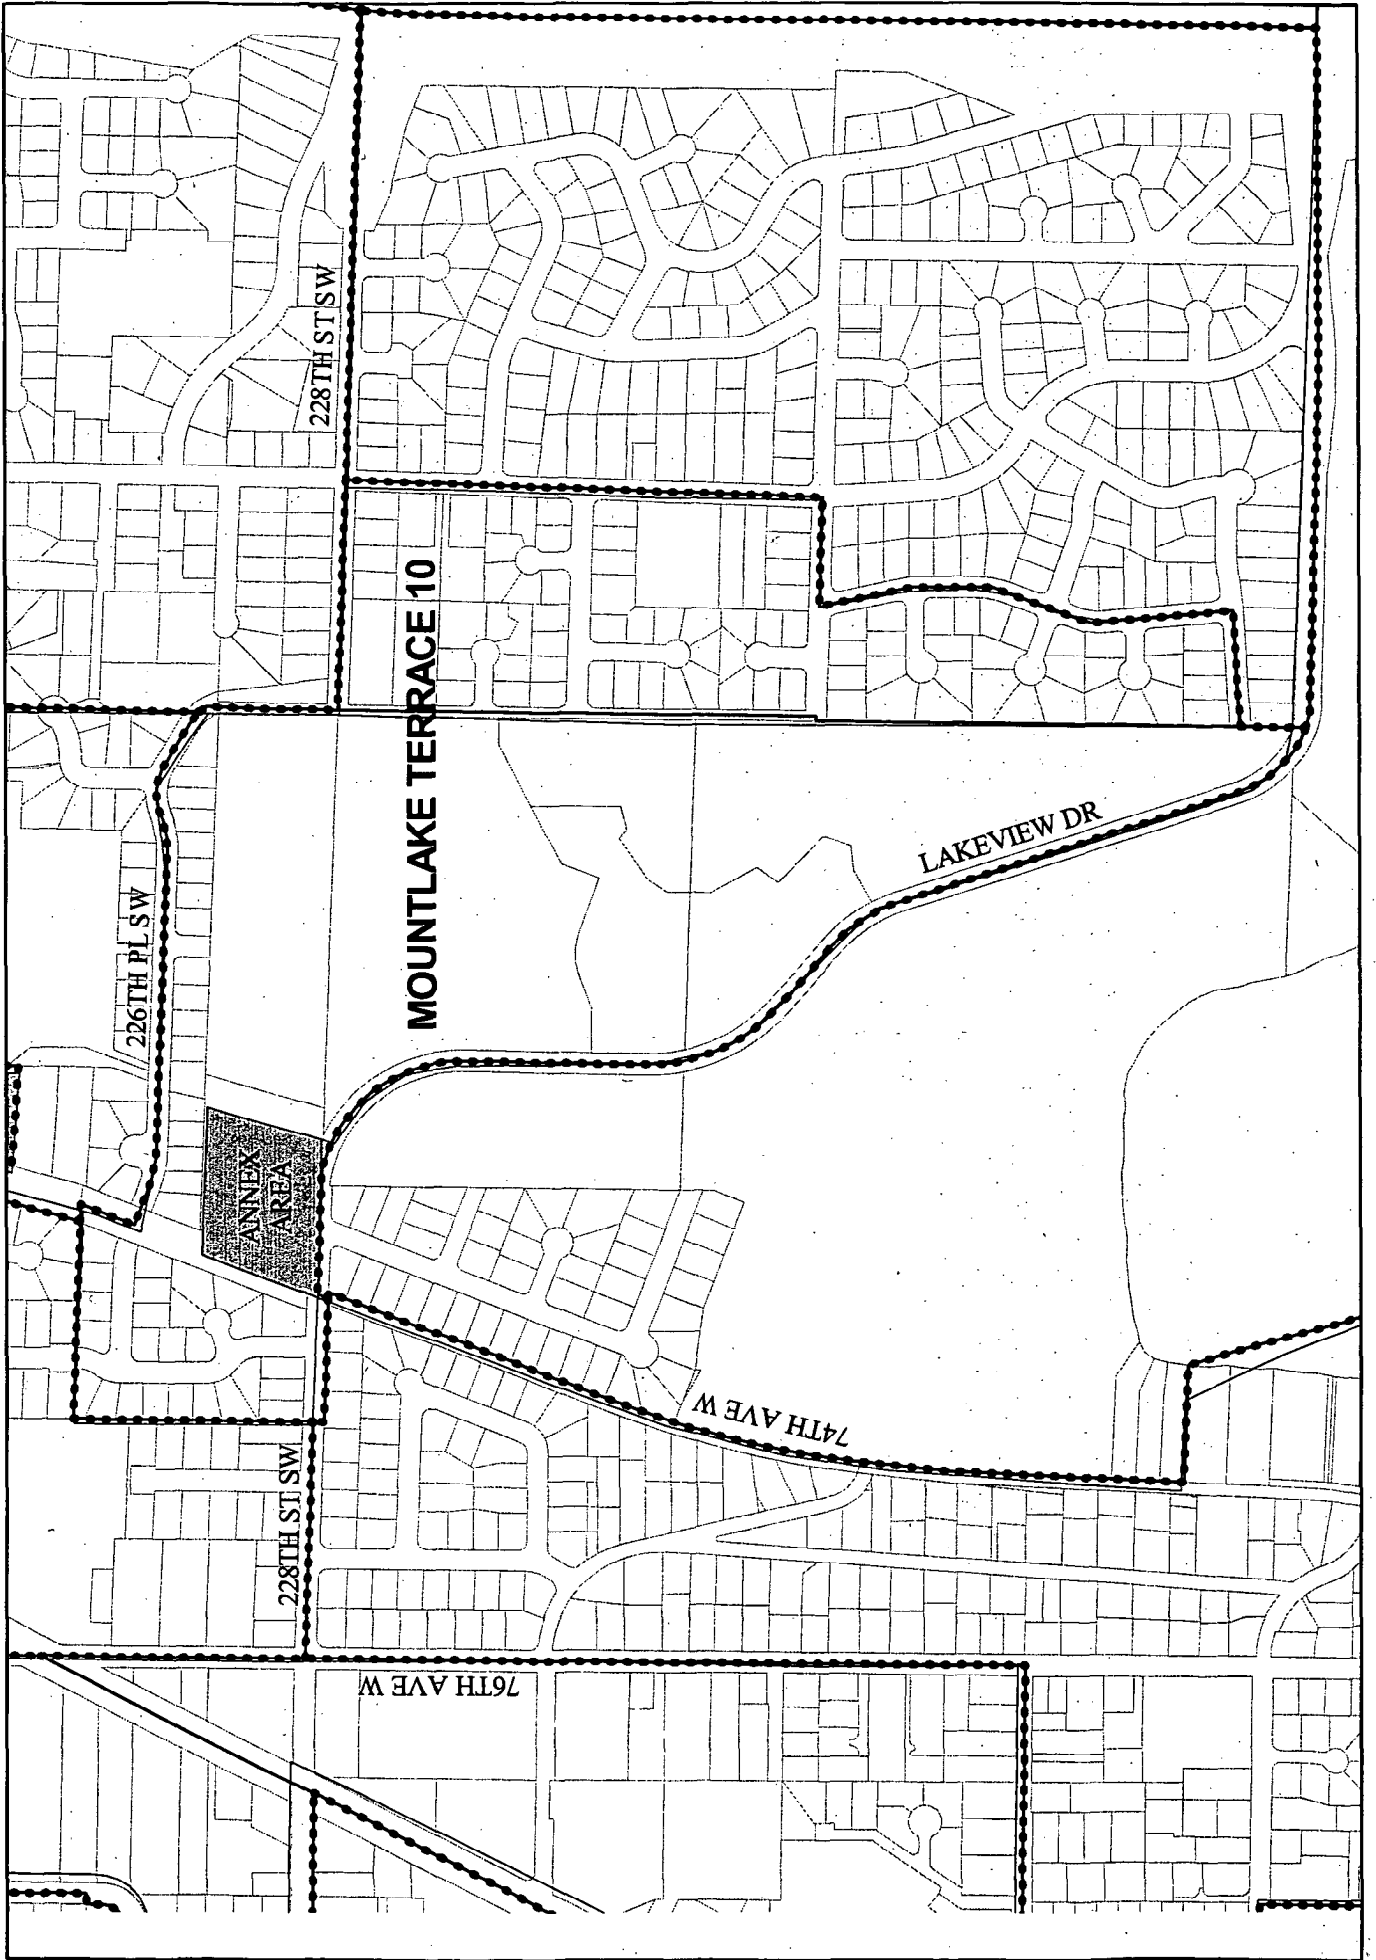 228TH ST SW
MOUNTLAKE TERRACE 10
LAKEVIEW DR
226TH PL SW
ANNEX
AREA
74TH AVE W
228TH ST SW
76TH AVE W